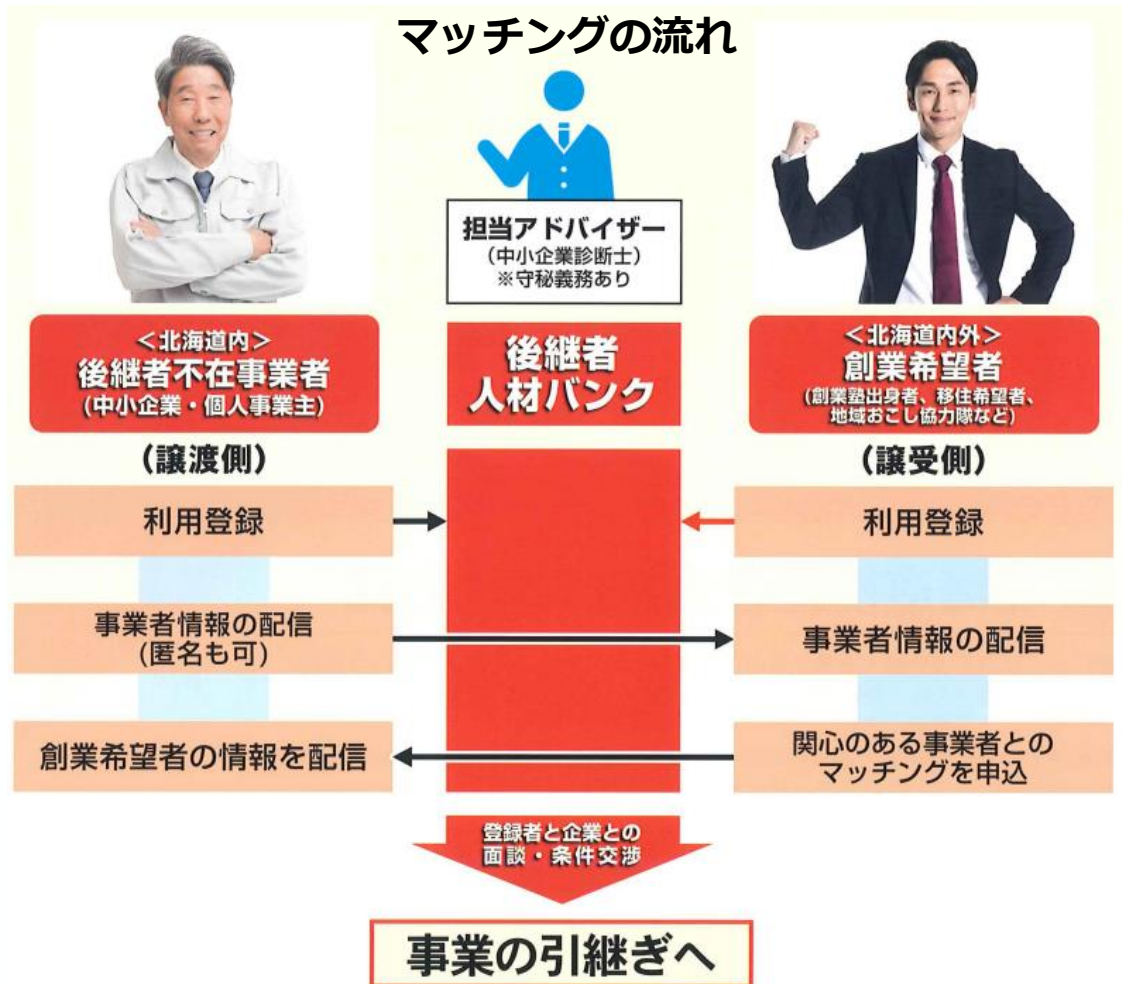 マッチングの流れ
担当アドバイザー
（中小企業診断士）
※守秘義務あり
＜北海道内＞
後継者不在事業者
(中小企業・個人事業主)
後継者
人材バンク
＜北海道内外＞
創業希望者
(創業塾出身者、移住希望者、
地域おこし協力隊など)
（譲渡側）
（譲受側）
利用登録
利用登録
事業者情報の配信
(匿名も可)
事業者情報の配信
創業希望者の情報を配信
関心のある事業者との
マッチングを申込
登録者と企業との
面談・条件交渉
事業の引継ぎへ